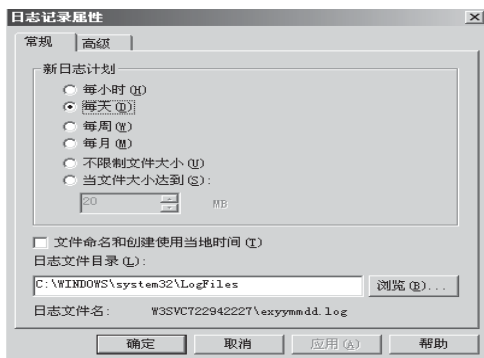 日志记录属性
常规 高级
新日志计划
每小时(H)
每天(D)
每周(W)
每月(M)
不限制文件大小(U)
当文件大小达到(S):
20 MB
文件命名和创建使用当地时间(T)
日志文件目录(L):
C:\WINDOWS\system32\LogFiles 浏览(B)...
日志文件名: W3SVC722942227\exyymmdd.log
确定 取消 应用(A) 帮助